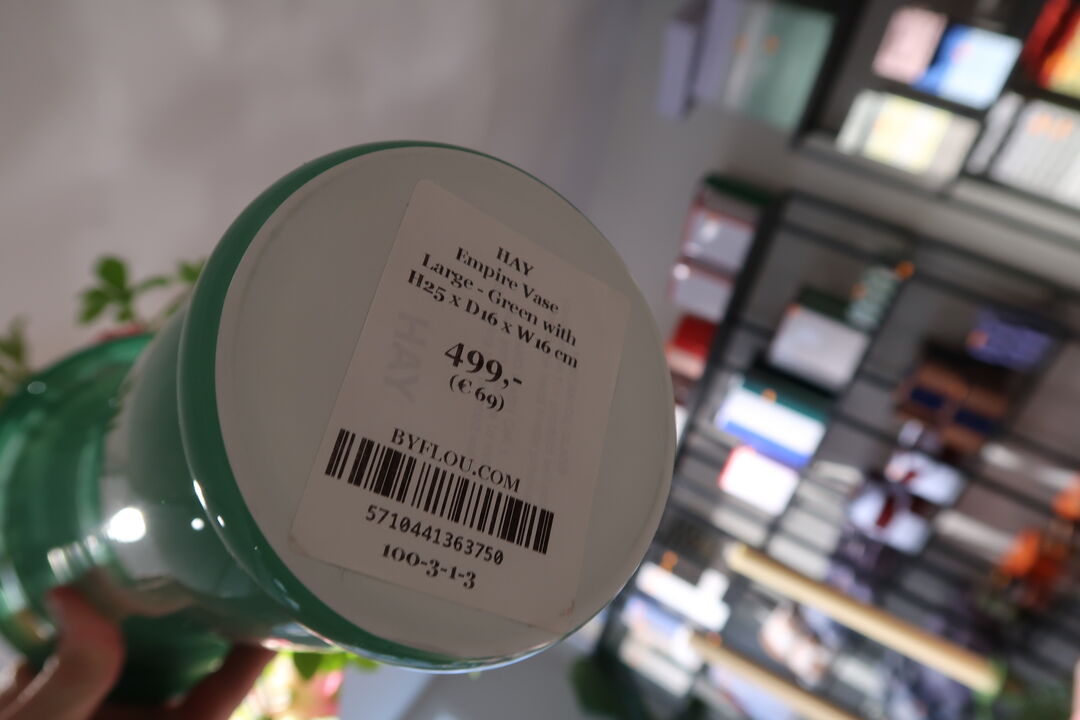 HAY
Empire Vase
Large - Green with
H25 x D16 x W16 cm
499,-
(€ 69)
BYFLOU.COM
5710441363750
100-3-1-3
HAY